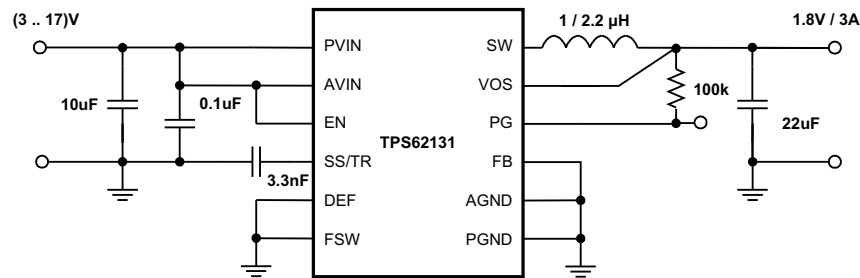 (3 .. 17)V
1 / 2.2 µH
1.8V / 3A
PVIN
SW
AVIN
VOS
10uF
0.1uF
100k
EN
PG
22uF
TPS62131
SS/TR
FB
3.3nF
DEF
AGND
FSW
PGND